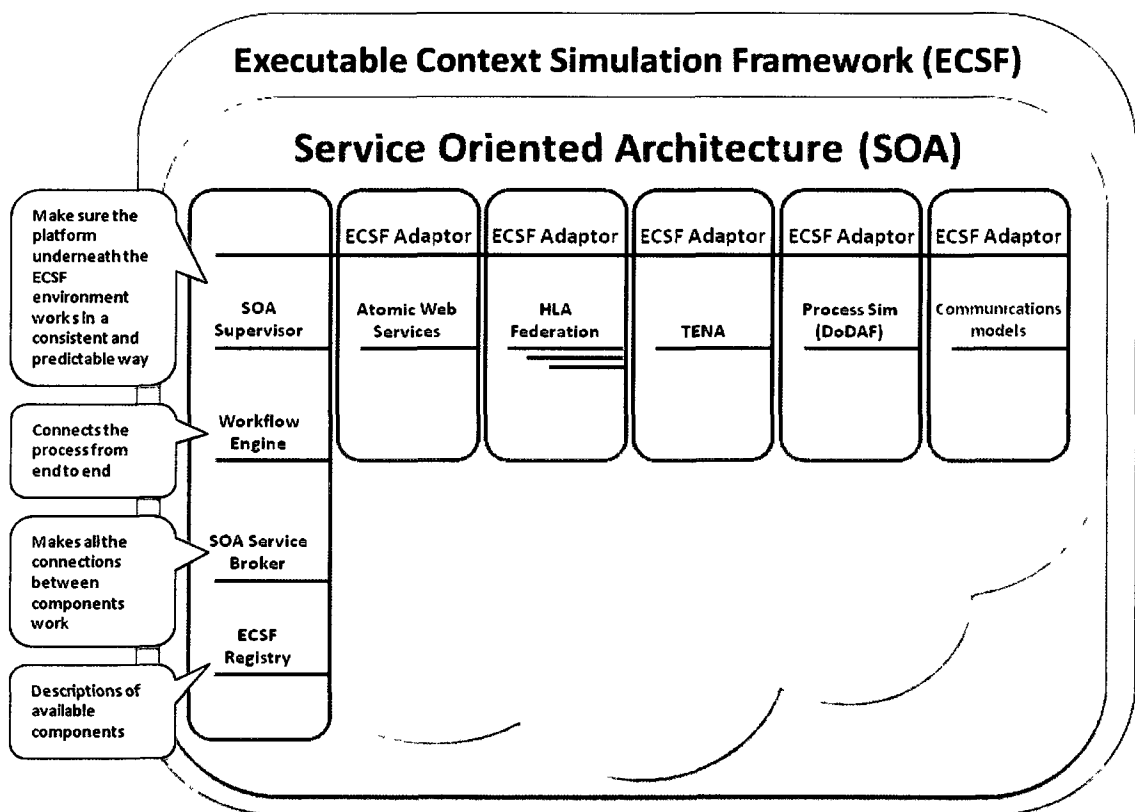 Executable Context Simulation Framework (ECSF)
Service Oriented Architecture (SOA)
Make sure the
platform
underneath the
ECSF
environment
works in a
consistent and
predictable way
Connects the
process from
end to end
Makes all the
connections
between
components
work
Descriptions of
available
components
SOA
Supervisor
Workflow
Engine
SOA Service
Broker
ECSF
Registry
ECSF Adaptor
Atomic Web
Services
ECSF Adaptor
HLA
Federation
ECSF Adaptor
TENA
ECSF Adaptor
Process Sim
(DoDAF)
ECSF Adaptor
Communications
models